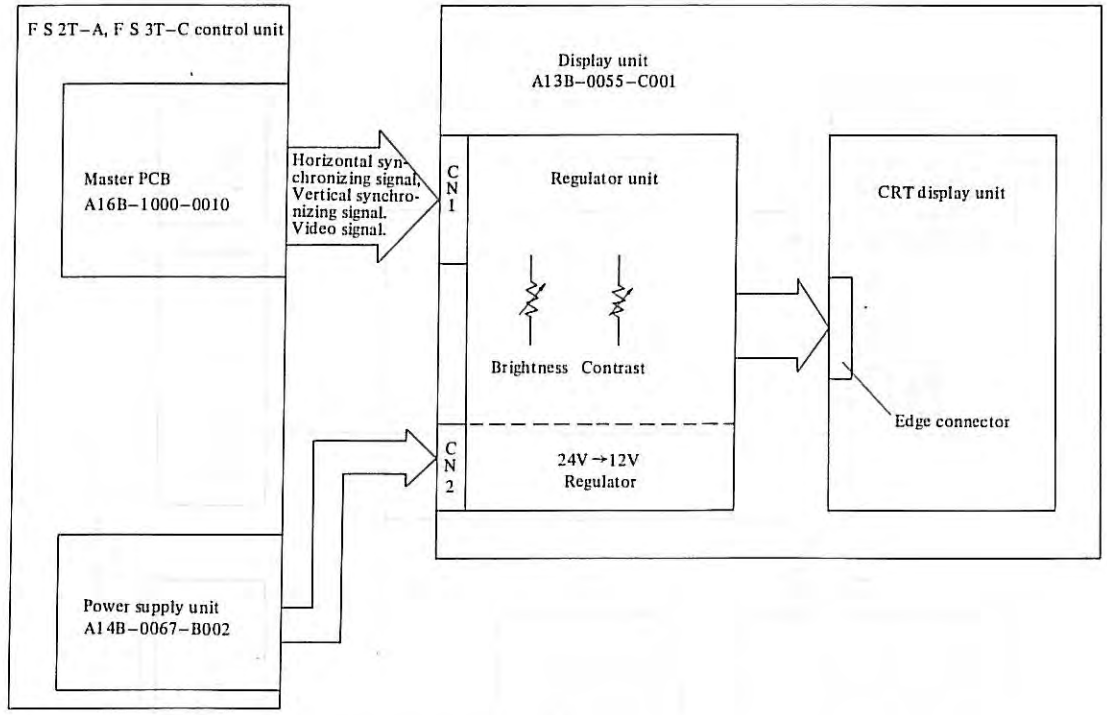 F S 2T-A, F S 3T-C control unit
Master PCB
A16B-1000-0010
Horizontal syn-
chronizing signal,
Vertical synchro-
nizing signal.
Video signal.
Power supply unit
A14B-0067-B002
Display unit
A13B-0055-C001
CN1
Regulator unit
Brightness Contrast
CN2
24V→12V
Regulator
CRT display unit
Edge connector